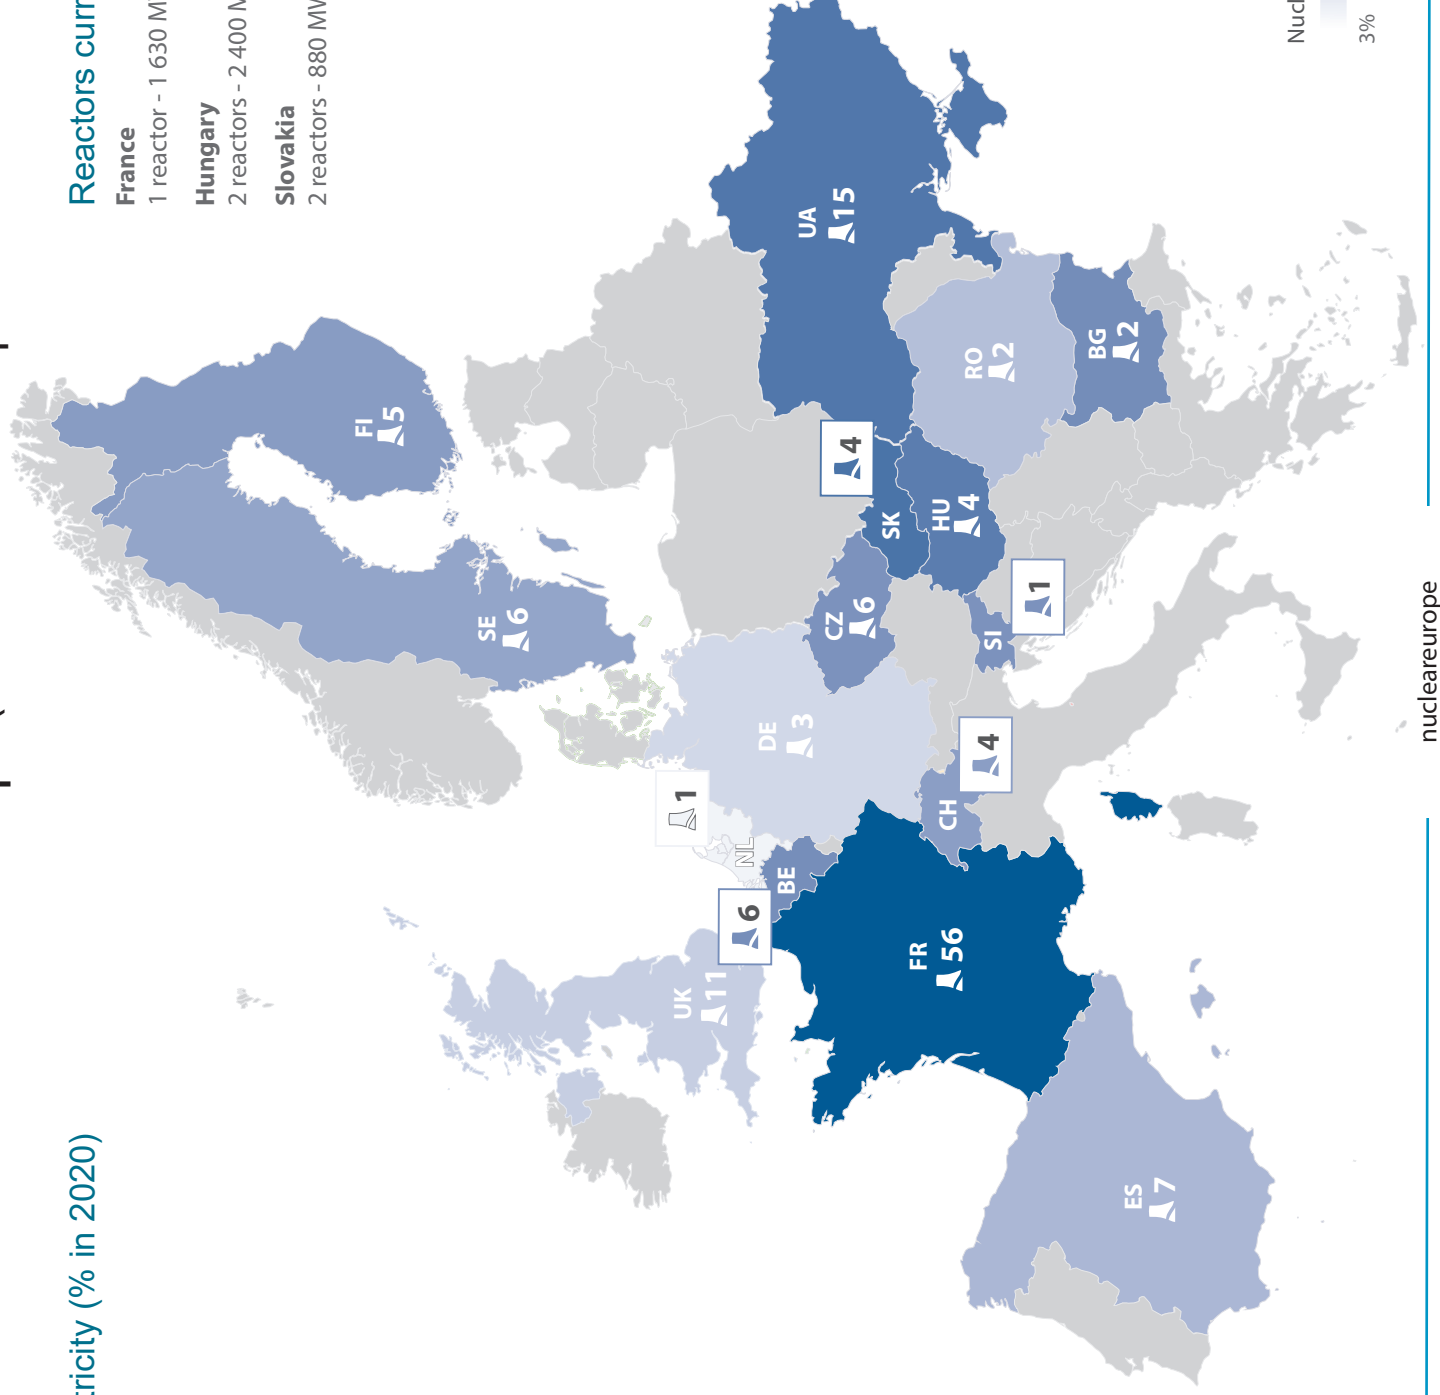 tricity (% in 2020)
Reactors curr
France
1 reactor - 1 630 M
Hungary
2 reactors - 2 400 M
Slovakia
2 reactors - 880 MW
FI
5
SE
6
UK
11
6
1
NL
BE
DE
3
CZ
6
4
SK
UA
15
FR
56
CH
4
SI
1
HU
4
RO
2
BG
2
ES
7
Nucl
3%
nucleareurope